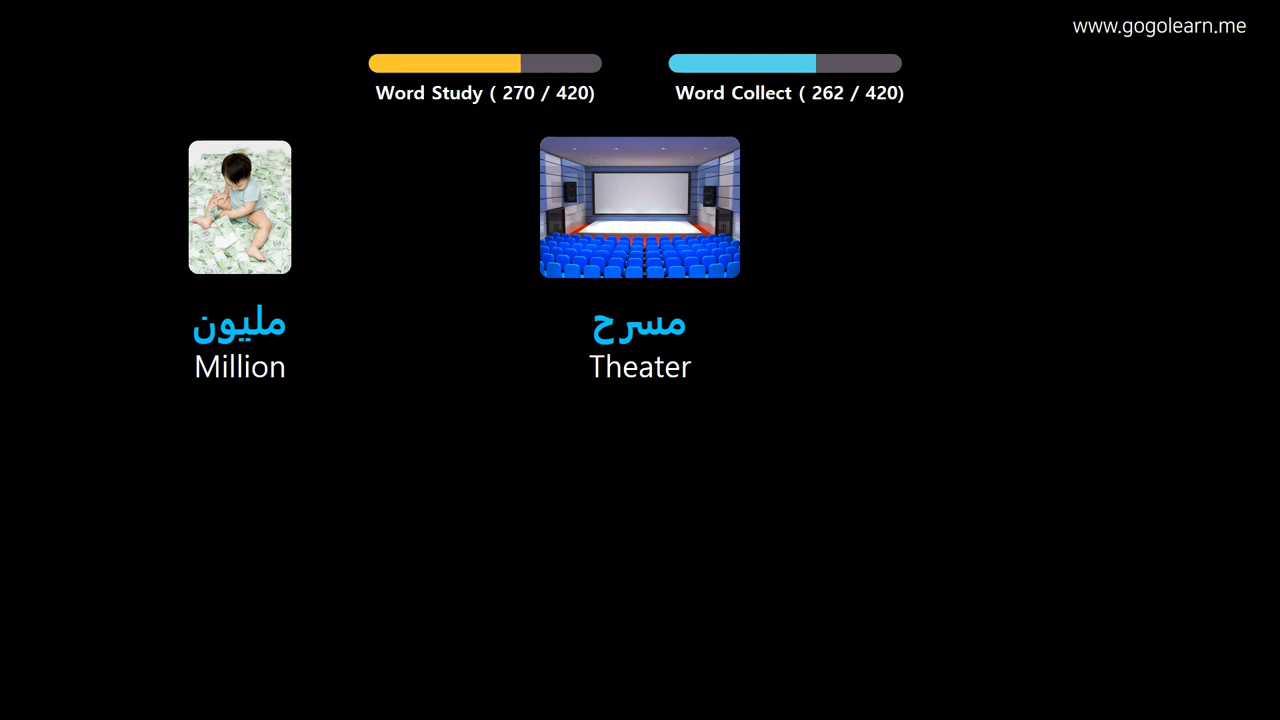 www.gogolearn.me
Word Study ( 270 / 420)
Word Collect ( 262 / 420)
مليون
Million
مسرح
Theater